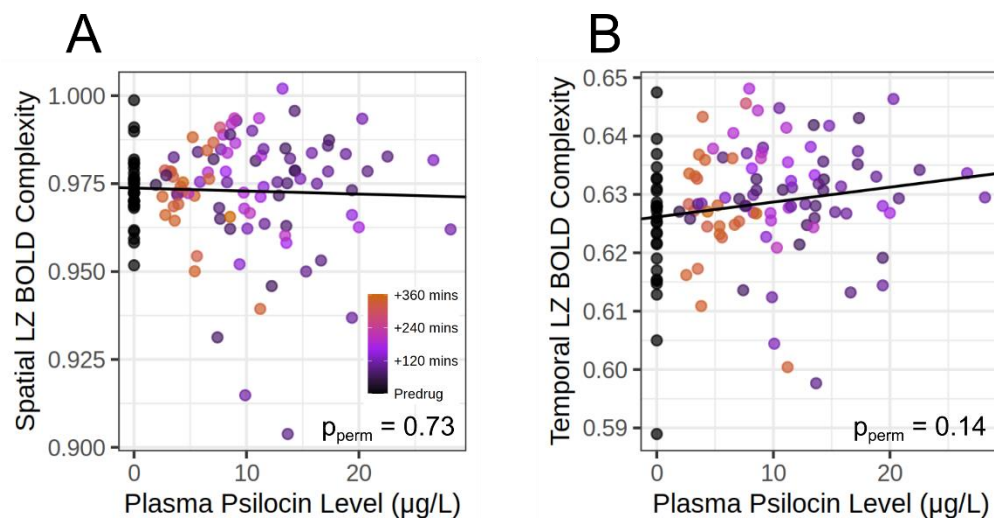 A
Spatial LZ BOLD Complexity
1.000
0.975
0.950
0.925
0.900
+360 mins
+240 mins
+120 mins
Predrug
pperm = 0.73
0 10 20
Plasma Psilocin Level (µg/L)
B
Temporal LZ BOLD Complexity
0.65
0.64
0.63
0.62
0.61
0.60
0.59
pperm = 0.14
0 10 20
Plasma Psilocin Level (µg/L)